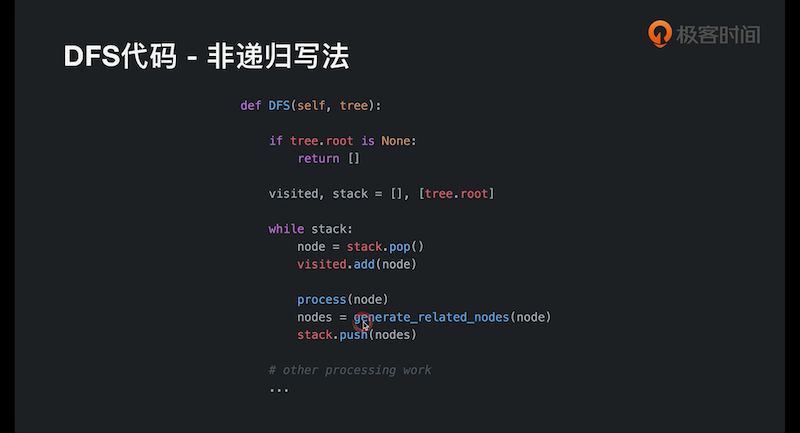 极客时间
DFS代码 - 非递归写法
def DFS(self, tree):
if tree.root is None:
return []
visited, stack = [], [tree.root]
while stack:
node = stack.pop()
visited.add(node)
process(node)
nodes = generate_related_nodes(node)
stack.push(nodes)
# other processing work
...